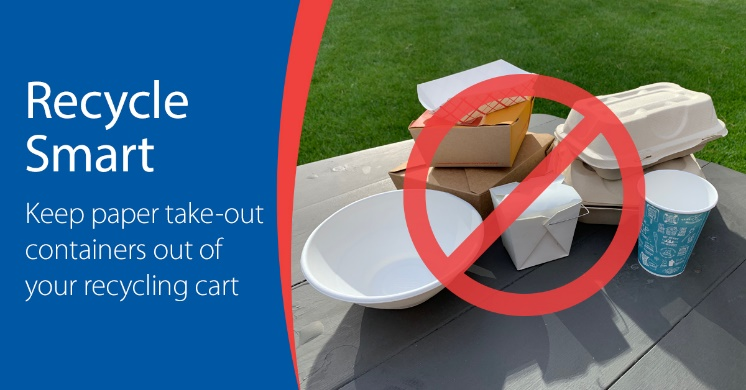 Recycle
Smart
Keep paper take-out
containers out of
your recycling cart